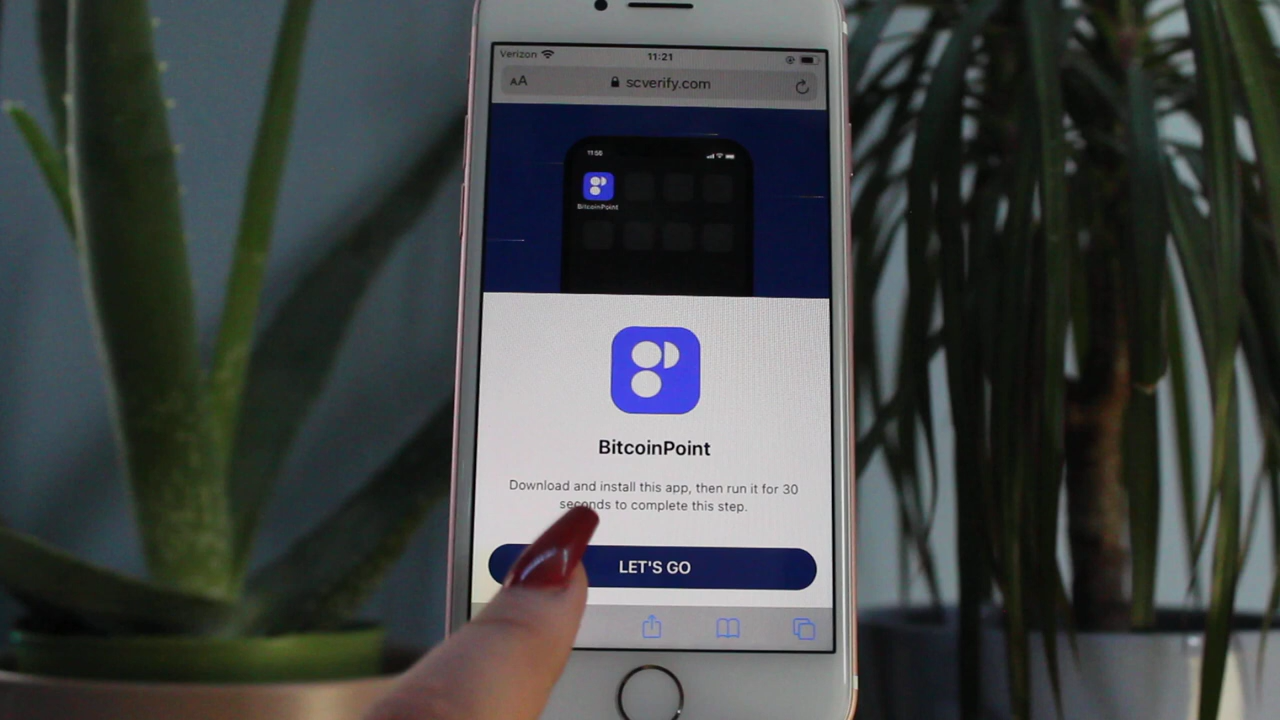 Verizon 11:21
AA scverify.com
11:56
BitcoinPoint
BitcoinPoint
Download and install this app, then run it for 30
seconds to complete this step.
LET'S GO